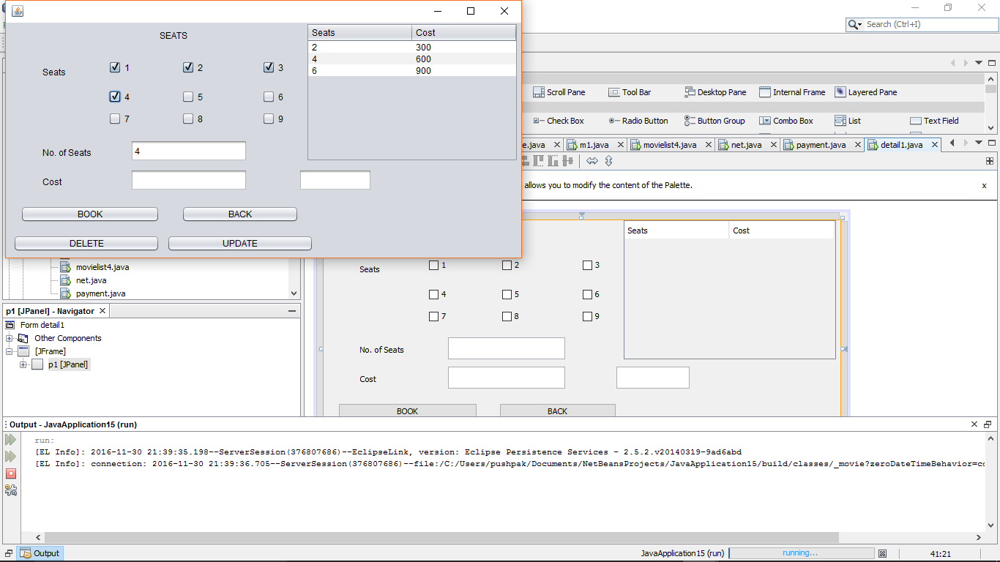 SEATS
Seats Cost
2 300
4 600
6 900
Seats
1 2 3
4 5 6
7 8 9
No. of Seats 4
Cost
BOOK BACK
DELETE UPDATE
Search (Ctrl+I)
Scroll Pane Tool Bar Desktop Pane Internal Frame Layered Pane
Check Box Radio Button Button Group Combo Box List Text Field
e.java m1.java movielist4.java net.java payment.java detail1.java
allows you to modify the content of the Palette. x
Seats Cost
Seats
1 2 3
4 5 6
7 8 9
No. of Seats
Cost
BOOK BACK
movielist4.java
net.java
payment.java
p1 [JPanel] - Navigator
Form detail1
Other Components
[JFrame]
p1 [JPanel]
Output - JavaApplication15 (run)
run:
[EL Info]: 2016-11-30 21:39:35.198--ServerSession(376807686)--EclipseLink, version: Eclipse Persistence Services - 2.5.2.v20140319-9ad6abd
[EL Info]: connection: 2016-11-30 21:39:36.705--ServerSession(376807686)--file:/C:/Users/pushpak/Documents/NetBeansProjects/JavaApplication15/build/classes/_movie?zeroDateTimeBehavior=co
Output
JavaApplication15 (run) running... 41:21